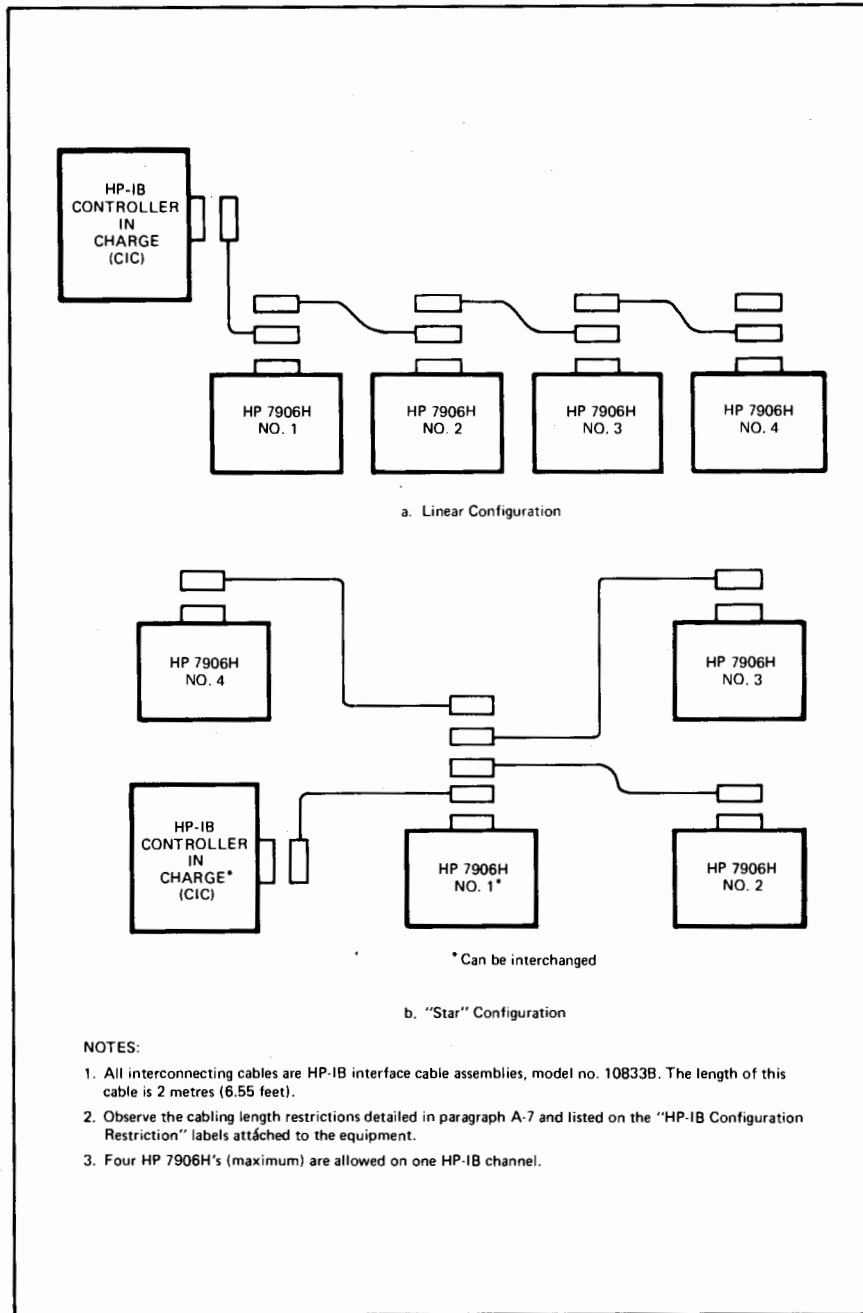 HP-IB
CONTROLLER
IN
CHARGE
(CIC)
HP 7906H
NO. 1
HP 7906H
NO. 2
HP 7906H
NO. 3
HP 7906H
NO. 4
a. Linear Configuration
HP 7906H
NO. 4
HP 7906H
NO. 3
HP-IB
CONTROLLER
IN
CHARGE*
(CIC)
HP 7906H
NO. 1*
HP 7906H
NO. 2
*Can be interchanged
b. "Star" Configuration
NOTES:
1. All interconnecting cables are HP-IB interface cable assemblies, model no. 10833B. The length of this
cable is 2 metres (6.55 feet).
2. Observe the cabling length restrictions detailed in paragraph A-7 and listed on the "HP-IB Configuration
Restriction" labels attached to the equipment.
3. Four HP 7906H's (maximum) are allowed on one HP-IB channel.